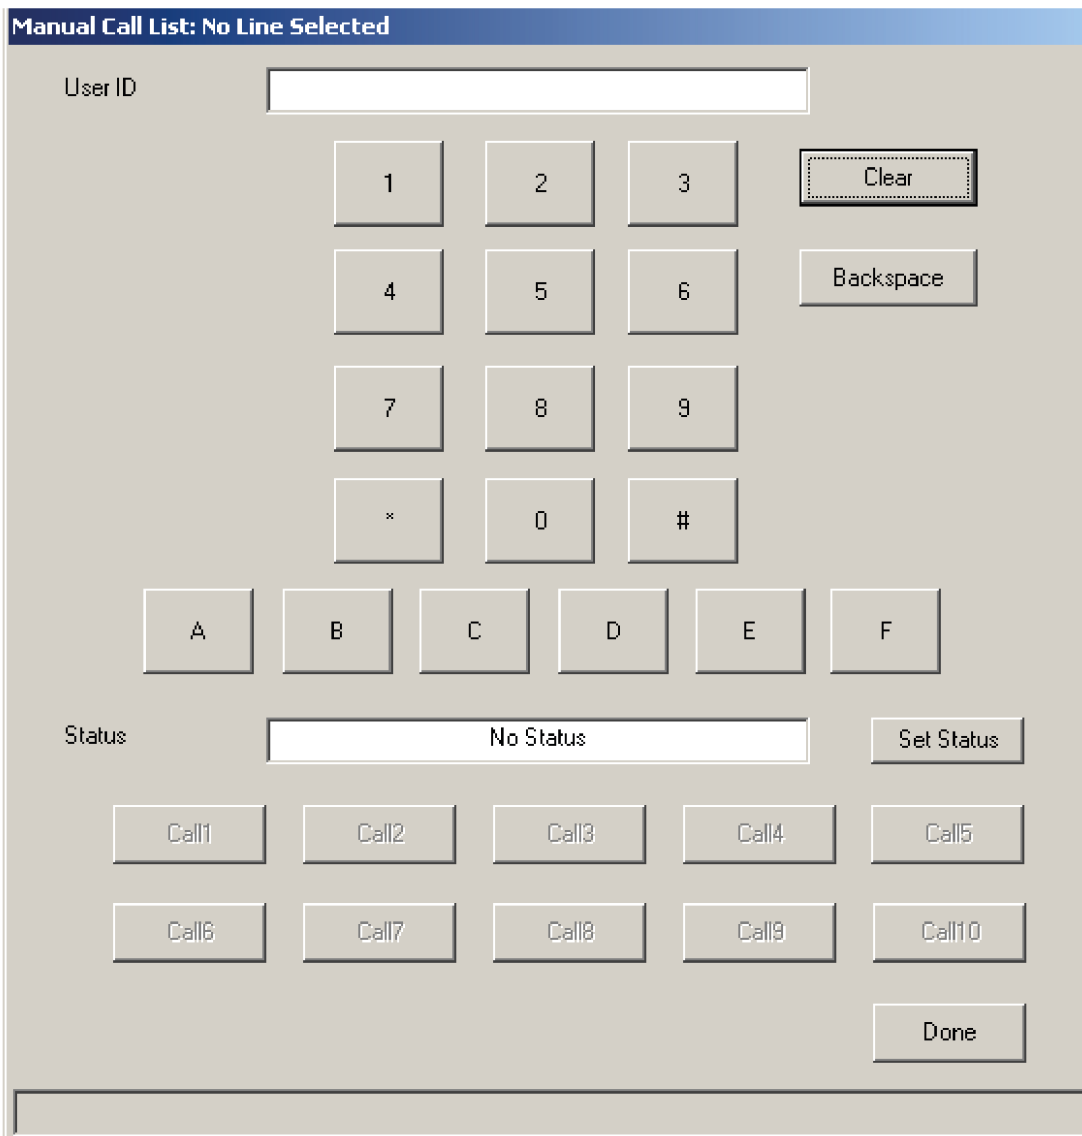 Manual Call List: No Line Selected
User ID
1 2 3 Clear
4 5 6 Backspace
7 8 9
* 0 #
A B C D E F
Status No Status Set Status
Call1 Call2 Call3 Call4 Call5
Call6 Call7 Call8 Call9 Call10
Done